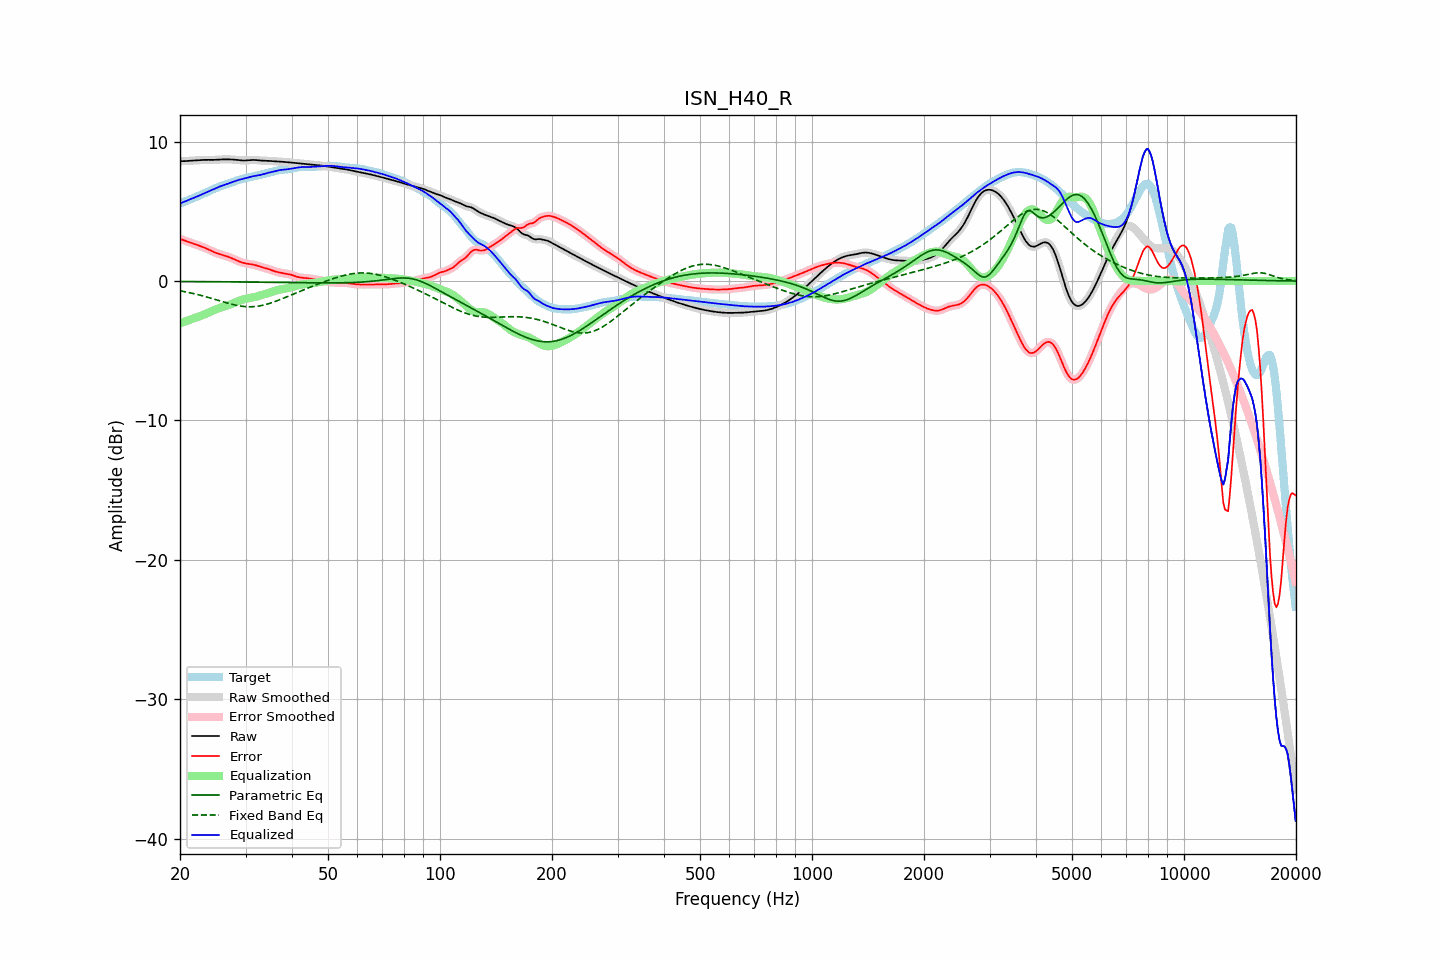 ISN_H40_R
10
0
−10
−20
−30
−40
Amplitude (dBr)
Target
Raw Smoothed
Error Smoothed
Raw
Error
Equalization
Parametric Eq
Fixed Band Eq
Equalized
20 50 100 200 500 1000 2000 5000 10000 20000
Frequency (Hz)